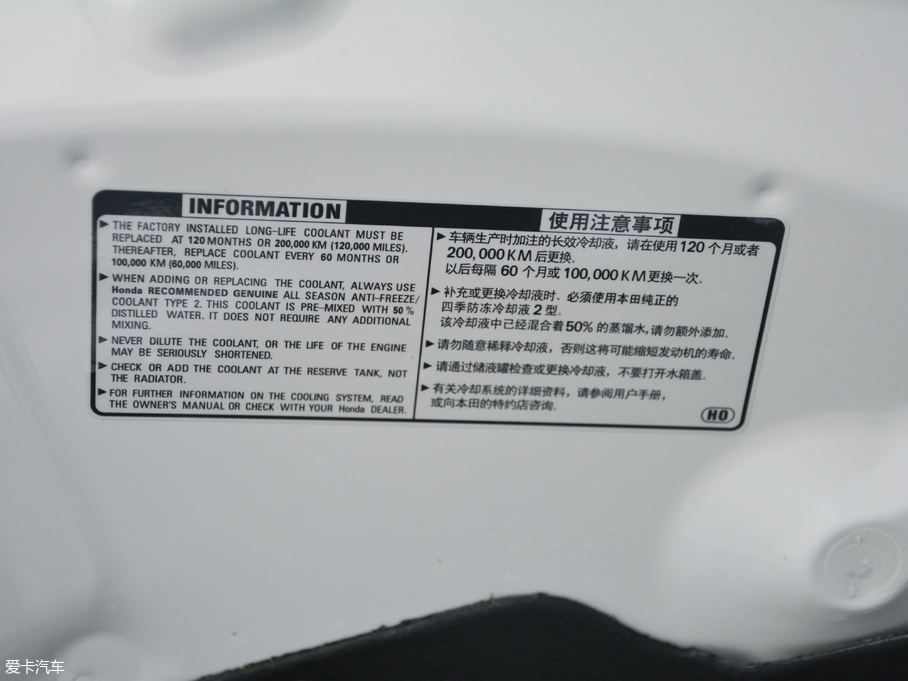 INFORMATION
▶ THE FACTORY INSTALLED LONG-LIFE COOLANT MUST BE
REPLACED AT 120 MONTHS OR 200,000 KM (120,000 MILES).
THEREAFTER, REPLACE COOLANT EVERY 60 MONTHS OR
100,000 KM (60,000 MILES).
▶ WHEN ADDING OR REPLACING THE COOLANT, ALWAYS USE
Honda RECOMMENDED GENUINE ALL SEASON ANTI-FREEZE/
COOLANT TYPE 2. THIS COOLANT IS PRE-MIXED WITH 50%
DISTILLED WATER. IT DOES NOT REQUIRE ANY ADDITIONAL
MIXING.
▶ NEVER DILUTE THE COOLANT, OR THE LIFE OF THE ENGINE
MAY BE SERIOUSLY SHORTENED.
▶ CHECK OR ADD THE COOLANT AT THE RESERVE TANK, NOT
THE RADIATOR.
▶ FOR FURTHER INFORMATION ON THE COOLING SYSTEM, READ
THE OWNER'S MANUAL OR CHECK WITH YOUR Honda DEALER.
使用注意事项
▶ 车辆生产时加注的长效冷却液，请在使用120个月或者
200,000KM后更换.
以后每隔 60 个月或 100,000 KM更换一次.
▶ 补充或更换冷却液时、必须使用本田纯正的
四季防冻冷却液 2 型.
该冷却液中已经混合着50%的蒸馏水,请勿额外添加.
▶ 请勿随意稀释冷却液，否则这将可能缩短发动机的寿命.
▶ 请通过储液罐检查或更换冷却液，不要打开水箱盖.
▶ 有关冷却系统的详细资料，请参阅用户手册，
或向本田的特约店咨询.
HO
爱卡汽车